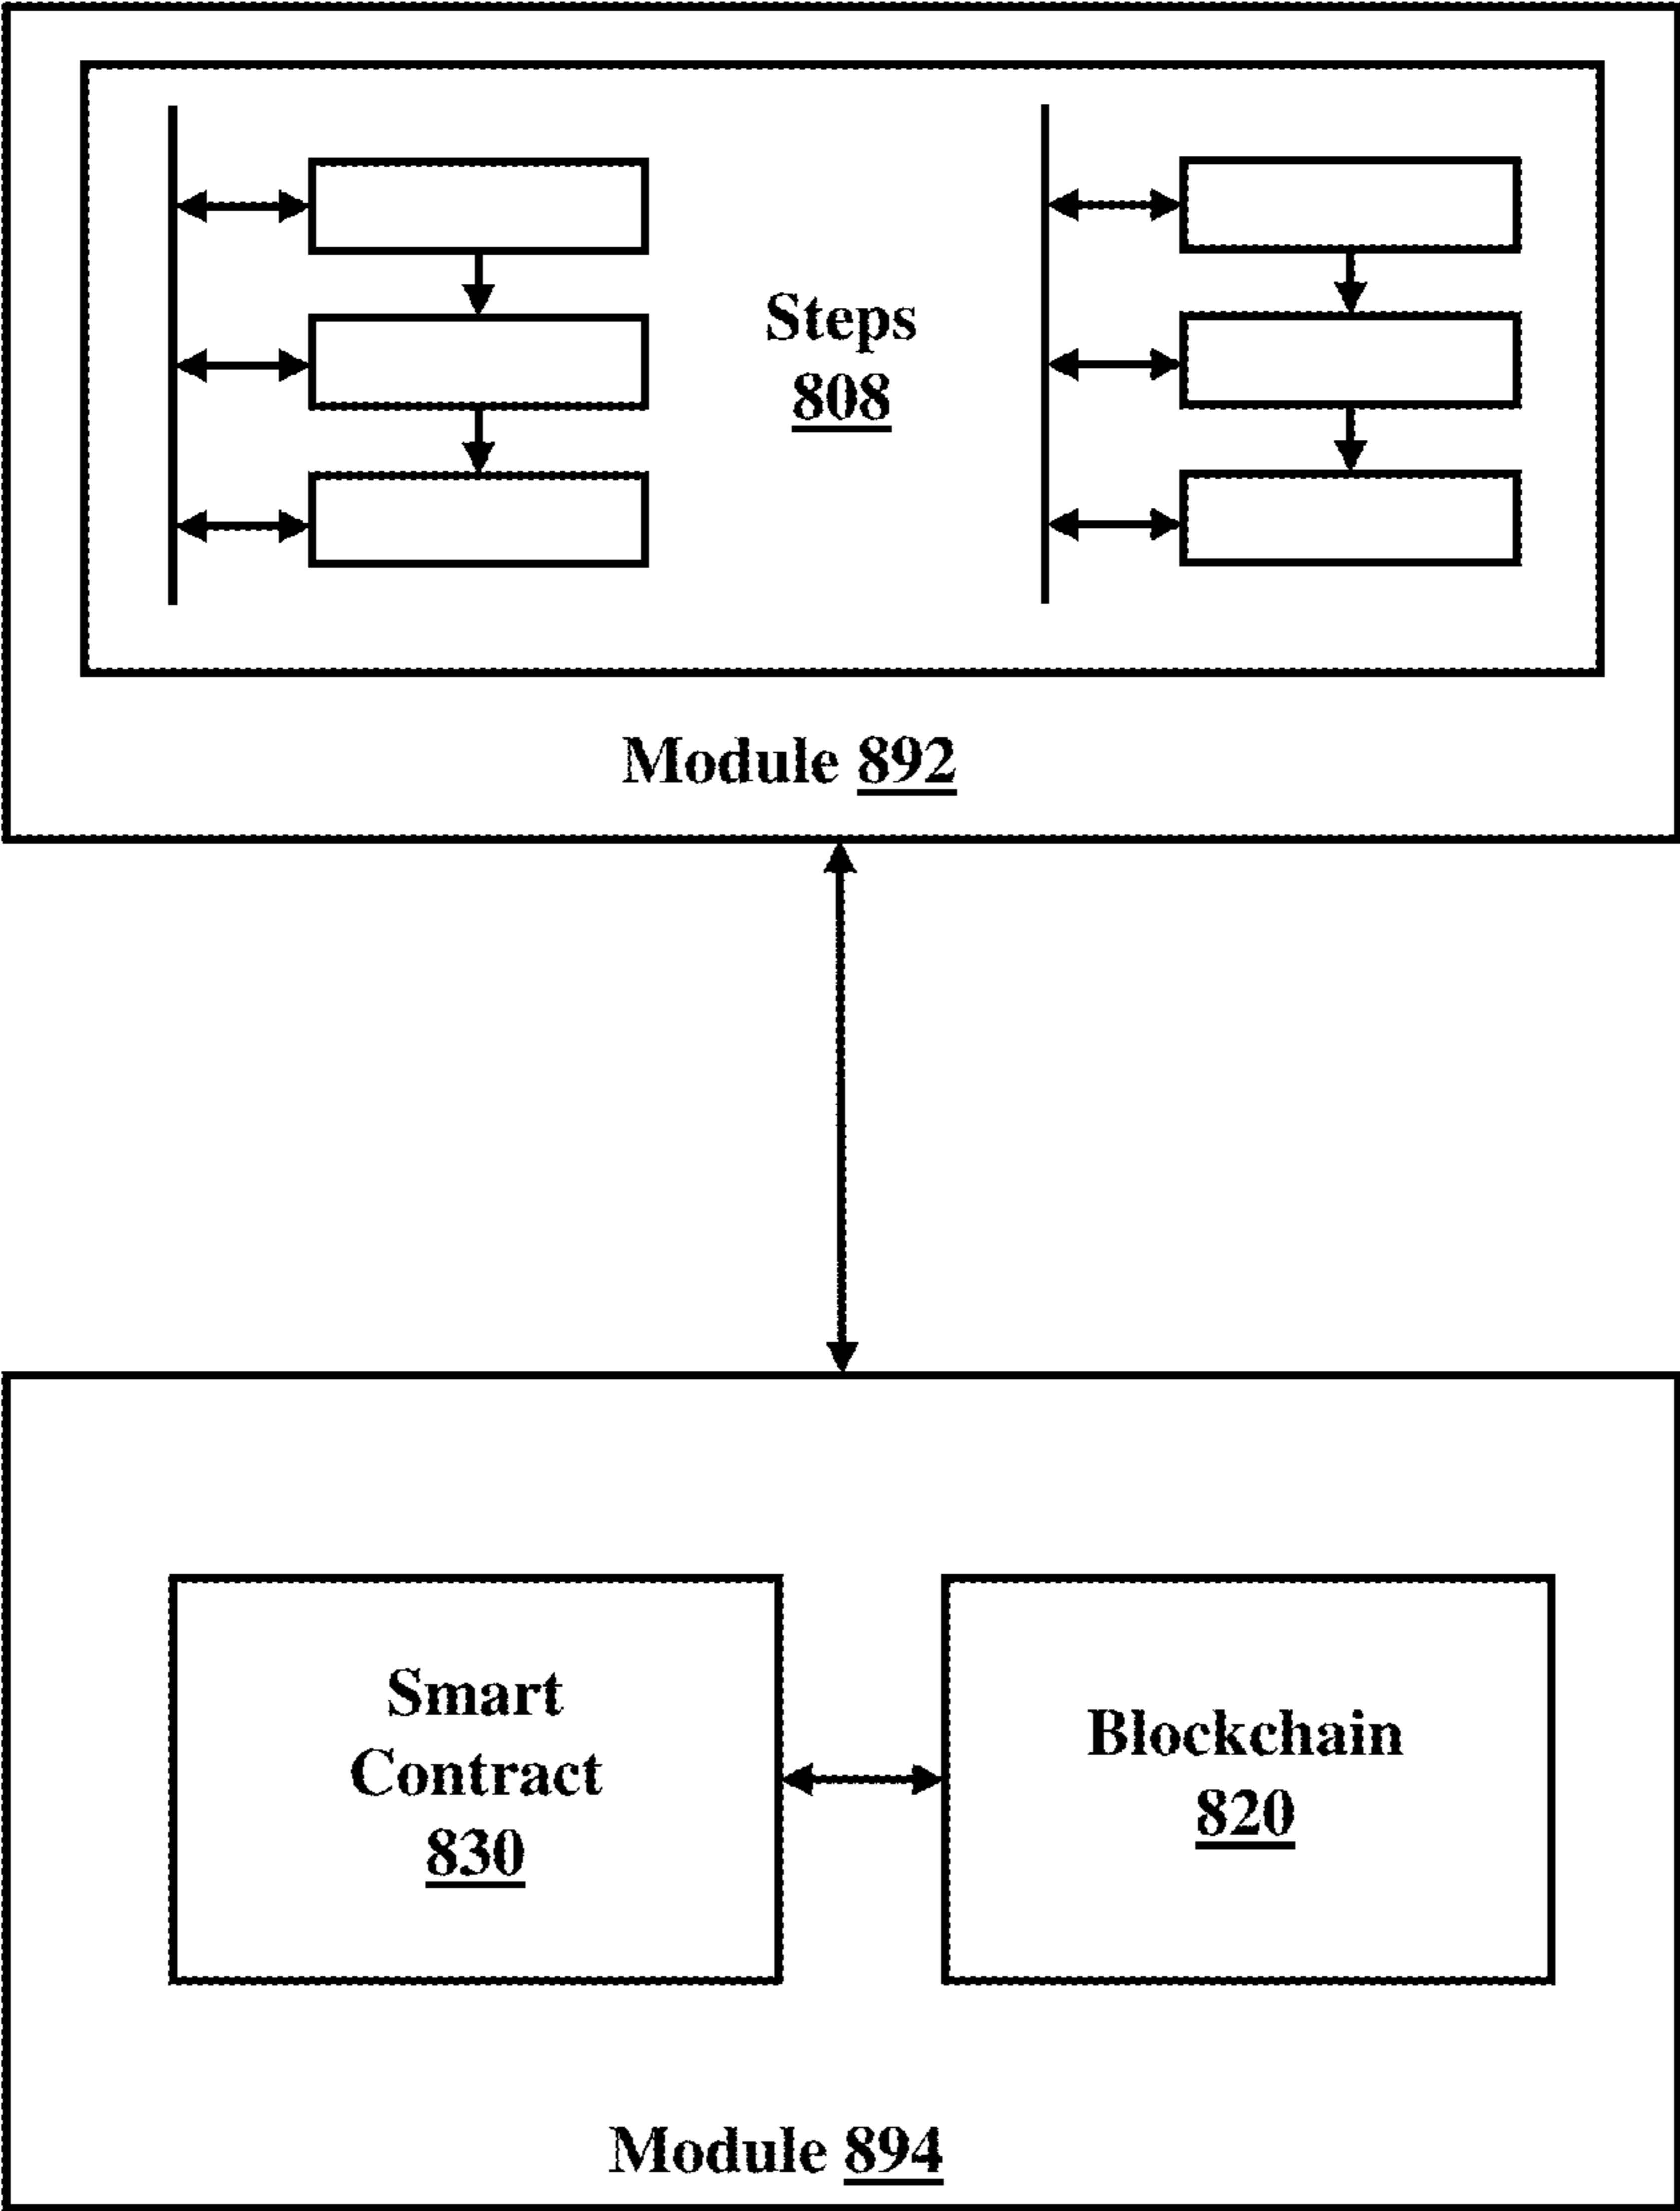 Steps
808
Module 892
Smart
Contract
830
Blockchain
820
Module 894